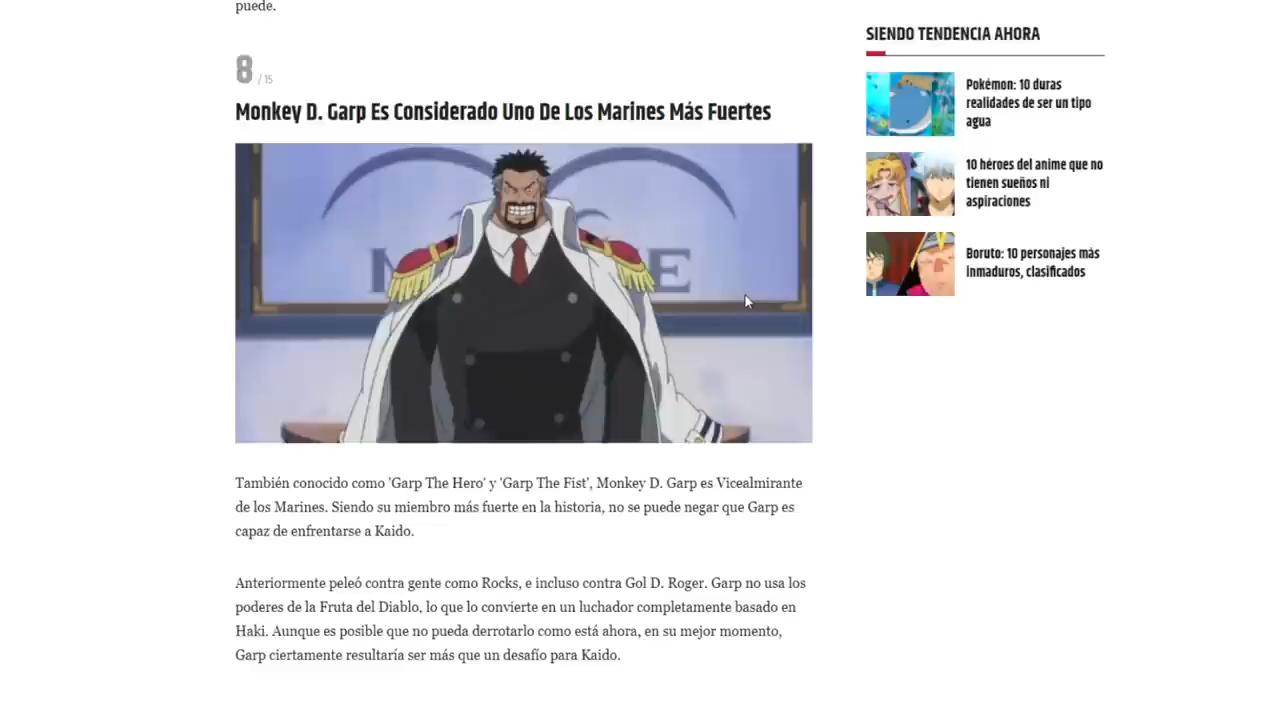 puede.
8 / 15
Monkey D. Garp Es Considerado Uno De Los Marines Más Fuertes
M E
También conocido como 'Garp The Hero' y 'Garp The Fist', Monkey D. Garp es Vicealmirante
de los Marines. Siendo su miembro más fuerte en la historia, no se puede negar que Garp es
capaz de enfrentarse a Kaido.
Anteriormente peleó contra gente como Rocks, e incluso contra Gol D. Roger. Garp no usa los
poderes de la Fruta del Diablo, lo que lo convierte en un luchador completamente basado en
Haki. Aunque es posible que no pueda derrotarlo como está ahora, en su mejor momento,
Garp ciertamente resultaría ser más que un desafío para Kaido.
SIENDO TENDENCIA AHORA
Pokémon: 10 duras
realidades de ser un tipo
agua
10 héroes del anime que no
tienen sueños ni
aspiraciones
Boruto: 10 personajes más
inmaduros, clasificados